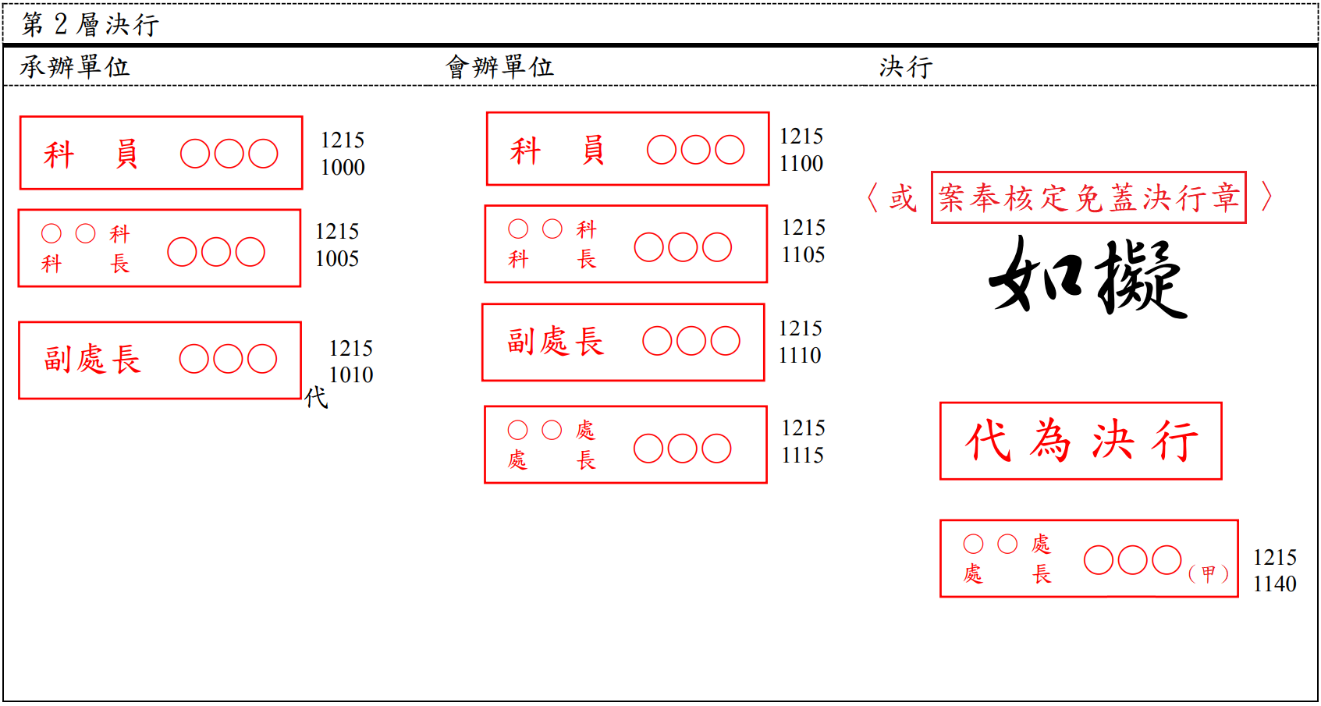 第2層決行
承辦單位 會辦單位 決行
科 員 ○○○ 1215
1000
○○科
科 長 ○○○ 1215
1005
副處長 ○○○ 1215
1010
代
科 員 ○○○ 1215
1100
○○科
科 長 ○○○ 1215
1105
副處長 ○○○ 1215
1110
○○處
處 長 ○○○ 1215
1115
〈或 案奉核定免蓋決行章 〉
如擬
代為決行
○○處
處 長 ○○○(甲) 1215
1140